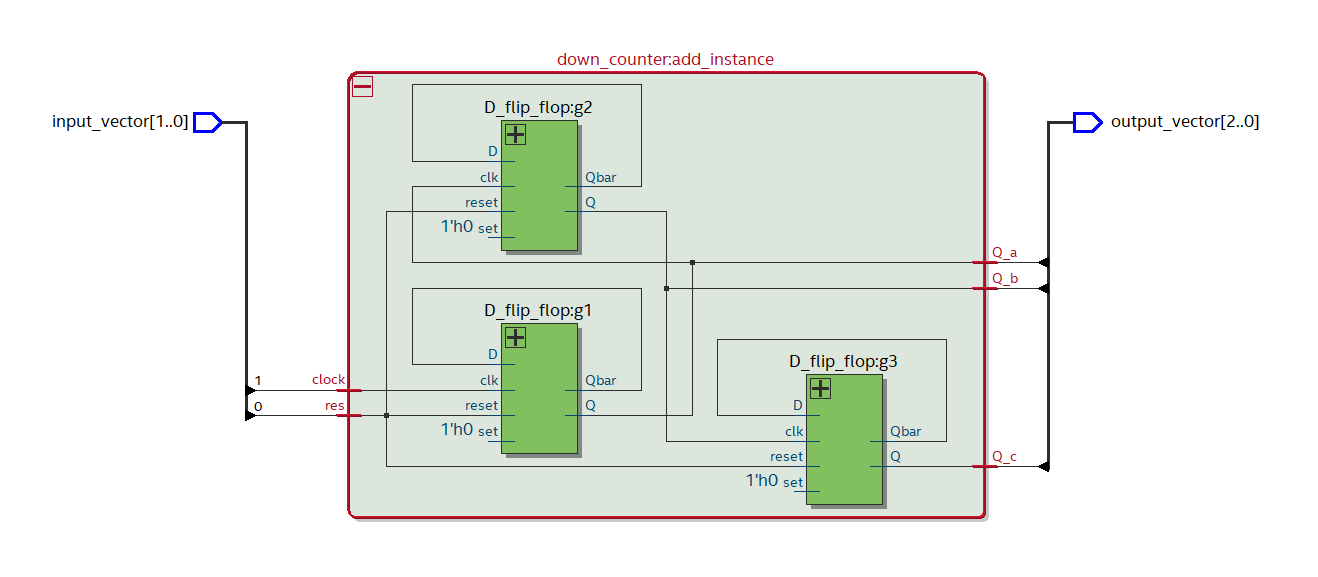 down_counter:add_instance
input_vector[1..0]
output_vector[2..0]
D_flip_flop:g2
D
clk
Qbar
reset
Q
1'h0 set
Q_a
Q_b
D_flip_flop:g1
D
1
clock
clk
Qbar
0
res
reset
Q
1'h0 set
D_flip_flop:g3
D
clk
Qbar
reset
Q
Q_c
1'h0 set